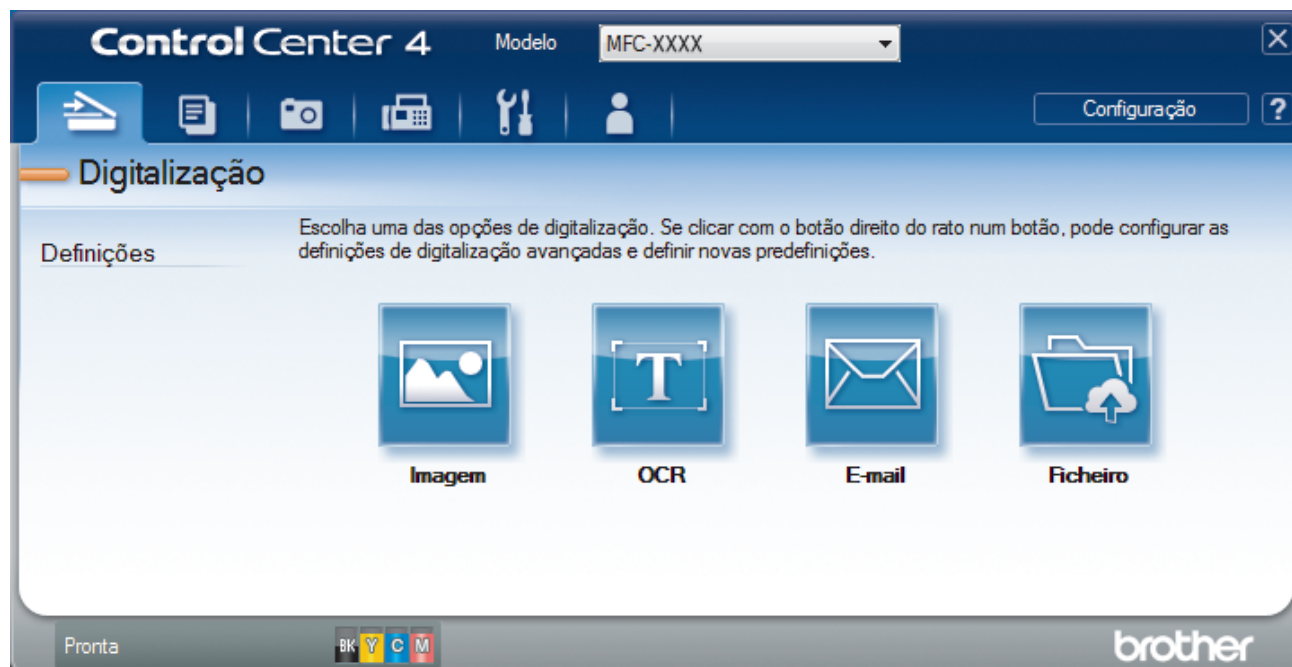 ControlCenter 4 Modelo MFC-XXXX
Configuração ?
Digitalização
Definições
Escolha uma das opções de digitalização. Se clicar com o botão direito do rato num botão, pode configurar as
definições de digitalização avançadas e definir novas predefinições.
T
Imagem OCR E-mail Ficheiro
Pronta BK Y C M brother